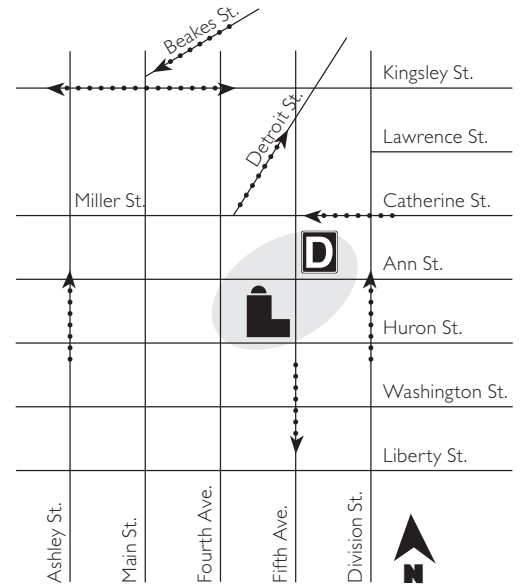 Beakes St.
Kingsley St.
Detroit St.
Lawrence St.
Miller St.
Catherine St.
D
Ann St.
Huron St.
Washington St.
Liberty St.
Ashley St.
Main St.
Fourth Ave.
Fifth Ave.
Division St.
N